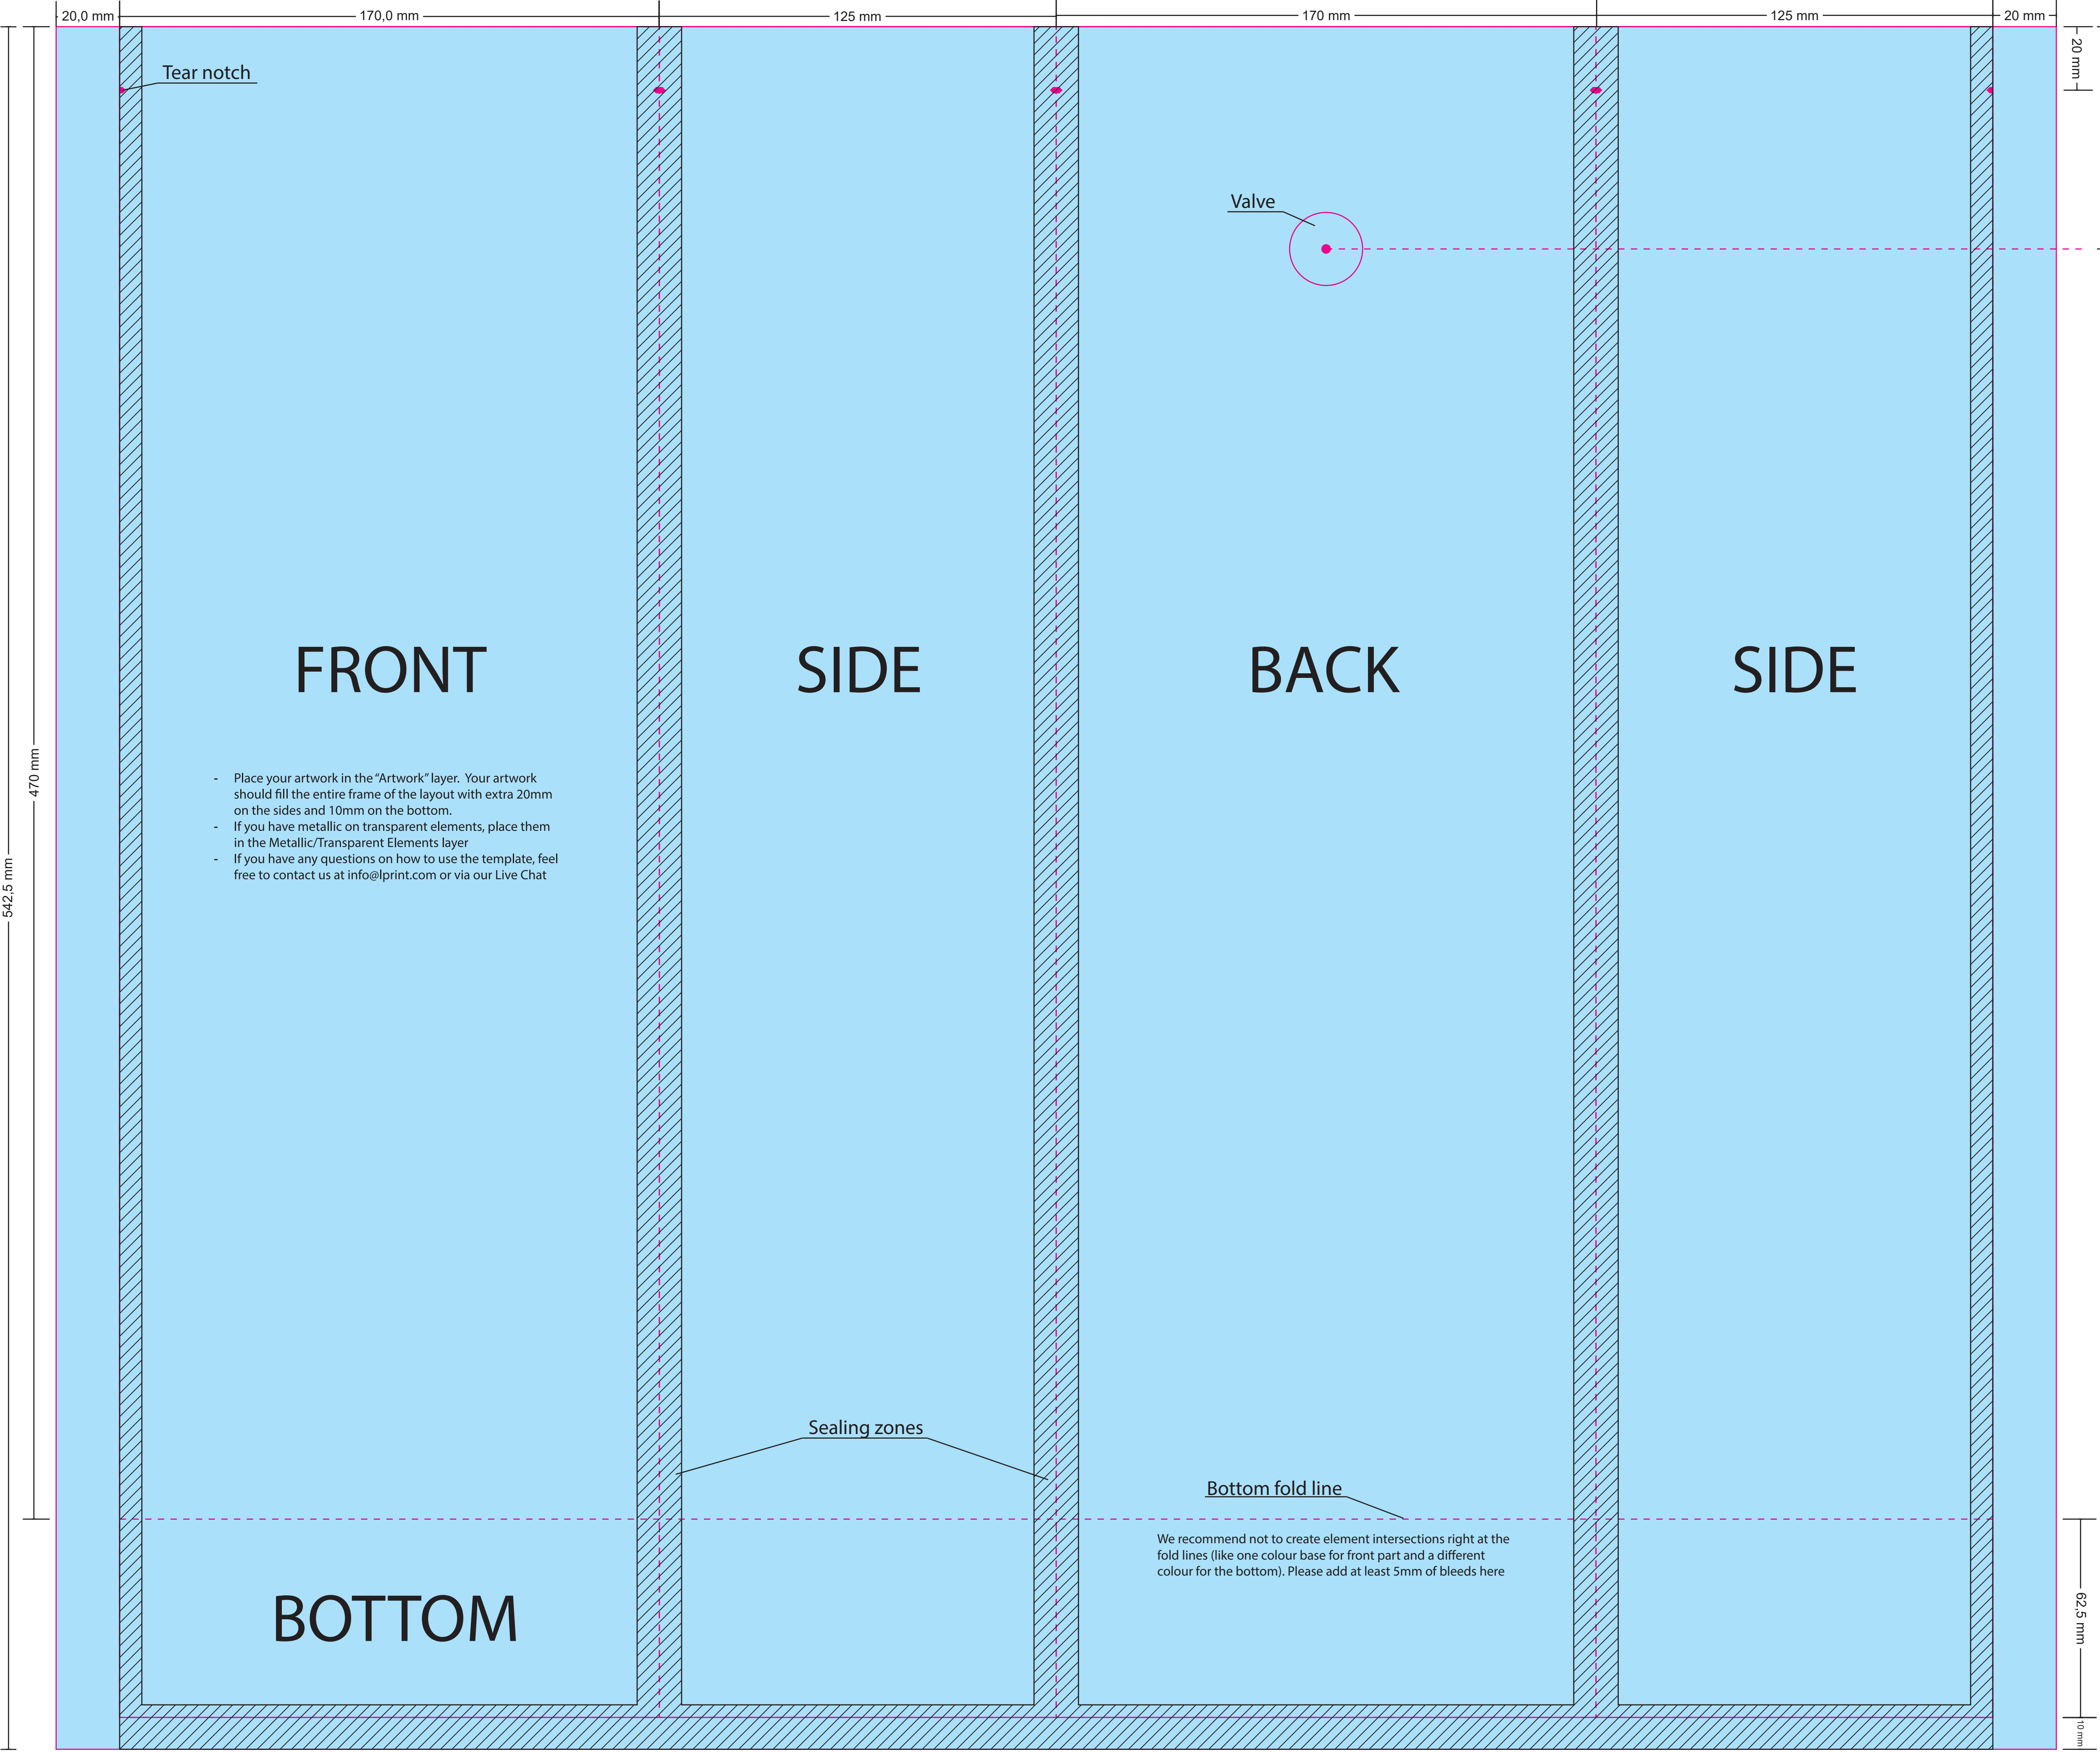 20,0 mm
170,0 mm
125 mm
170 mm
125 mm
20 mm
20 mm
Tear notch
Valve
FRONT
SIDE
BACK
SIDE
- Place your artwork in the “Artwork” layer. Your artwork
should fill the entire frame of the layout with extra 20mm
on the sides and 10mm on the bottom.
- If you have metallic on transparent elements, place them
in the Metallic/Transparent Elements layer
- If you have any questions on how to use the template, feel
free to contact us at info@lprint.com or via our Live Chat
470 mm
542,5 mm
Sealing zones
Bottom fold line
We recommend not to create element intersections right at the
fold lines (like one colour base for front part and a different
colour for the bottom). Please add at least 5mm of bleeds here
BOTTOM
62,5 mm
10 mm